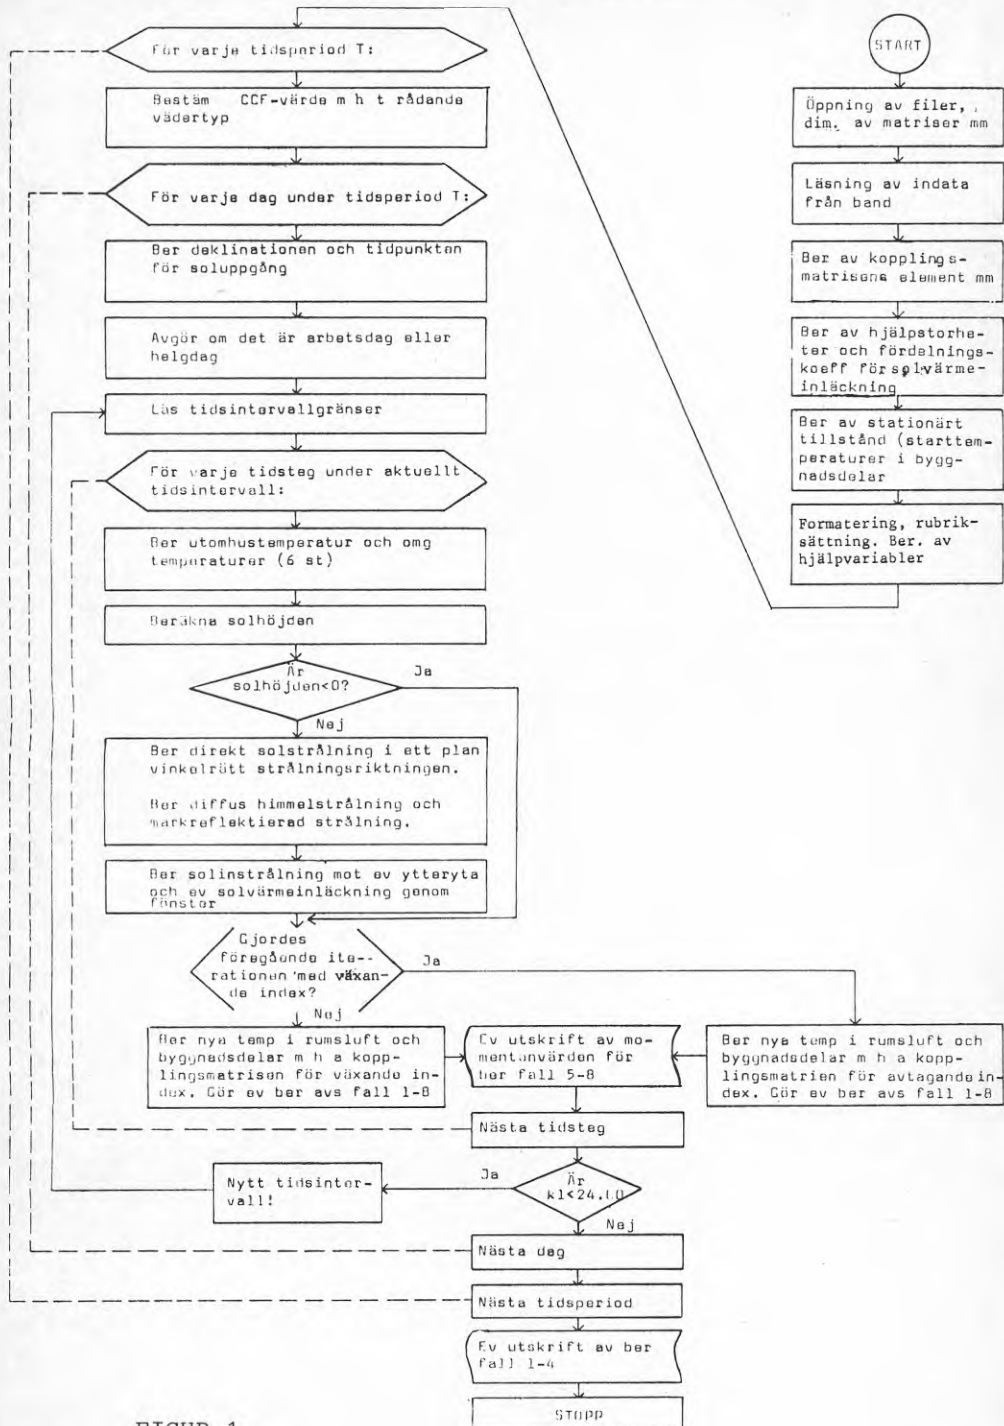 START
Öppning av filer,
dim. av matriser mm
Läsning av indata
från band
Ber av kopplings-
matrisens element mm
Ber av hjälpstorhe-
ter och fördelnings-
koeff för solvärme-
inläckning
Ber av stationärt
tillstånd (starttem-
peraturer i bygg-
nadsdelar
Formatering, rubrik-
sättning. Ber. av
hjälpvariabler
För varje tidsperiod T:
Bestäm CCF-värde m h t rådande
vädertyp
För varje dag under tidsperiod T:
Ber deklinationen och tidpunkten
för soluppgång
Avgör om det är arbetsdag eller
helgdag
Läs tidsintervallgränser
För varje tidsteg under aktuellt
tidsintervall:
Ber utomhustemperatur och omg
temperaturer (6 st)
Beräkna solhöjden
Är
solhöjden<0?
Ja
Nej
Ber direkt solstrålning i ett plan
vinkelrätt strålningsriktningen.
Ber diffus himmelstrålning och
markreflektierad strålning.
Ber solinstrålning mot ev ytteryta
och ev solvärmeinläckning genom
fönster
Gjordes
föregående ite--
rationen med växan-
de index?
Ja
Nej
Ber nya temp i rumsluft och
byggnadsdelar m h a kopp-
lingsmatrisen för växande in-
dex. Gör ev ber avs fall 1-8
Ev utskrift av mo-
mentanvärden för
ber fall 5-8
Ber nya temp i rumsluft och
byggnadsdelar m h a kopp-
lingsmatrien för avtagande in-
dex. Gör ev ber avs fall 1-8
Nästa tidsteg
Är
kl<24.00
Ja
Nytt tidsinter-
vall!
Nej
Nästa dag
Nästa tidsperiod
Ev utskrift av ber
fall 1-4
STOPP
FIGUR 1